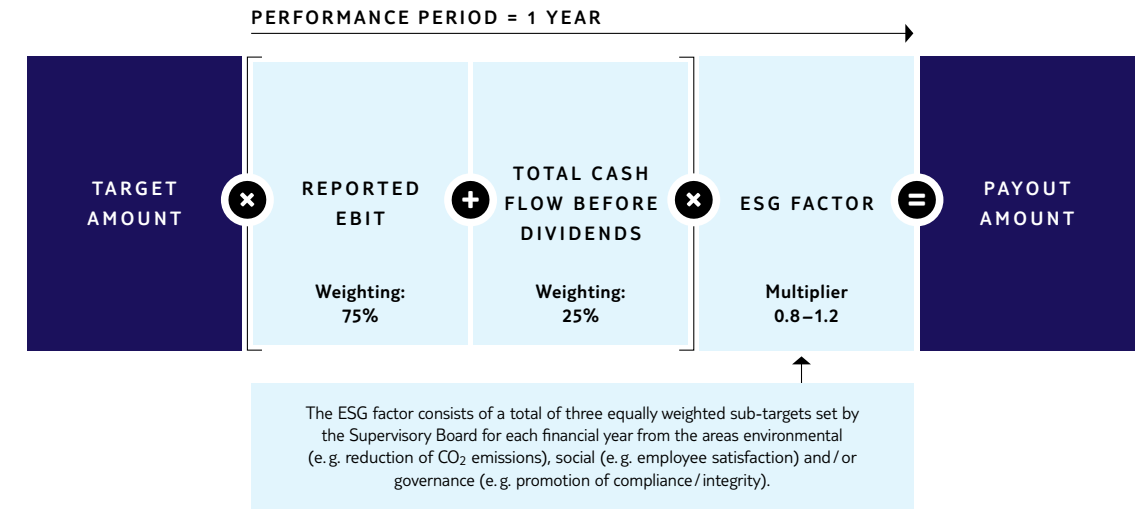 PERFORMANCE PERIOD = 1 YEAR
TARGET
AMOUNT
×
REPORTED
EBIT
Weighting:
75%
+
TOTAL CASH
FLOW BEFORE
DIVIDENDS
Weighting:
25%
×
ESG FACTOR
Multiplier
0.8–1.2
=
PAYOUT
AMOUNT
The ESG factor consists of a total of three equally weighted sub-targets set by
the Supervisory Board for each financial year from the areas environmental
(e. g. reduction of CO₂ emissions), social (e. g. employee satisfaction) and / or
governance (e. g. promotion of compliance / integrity).